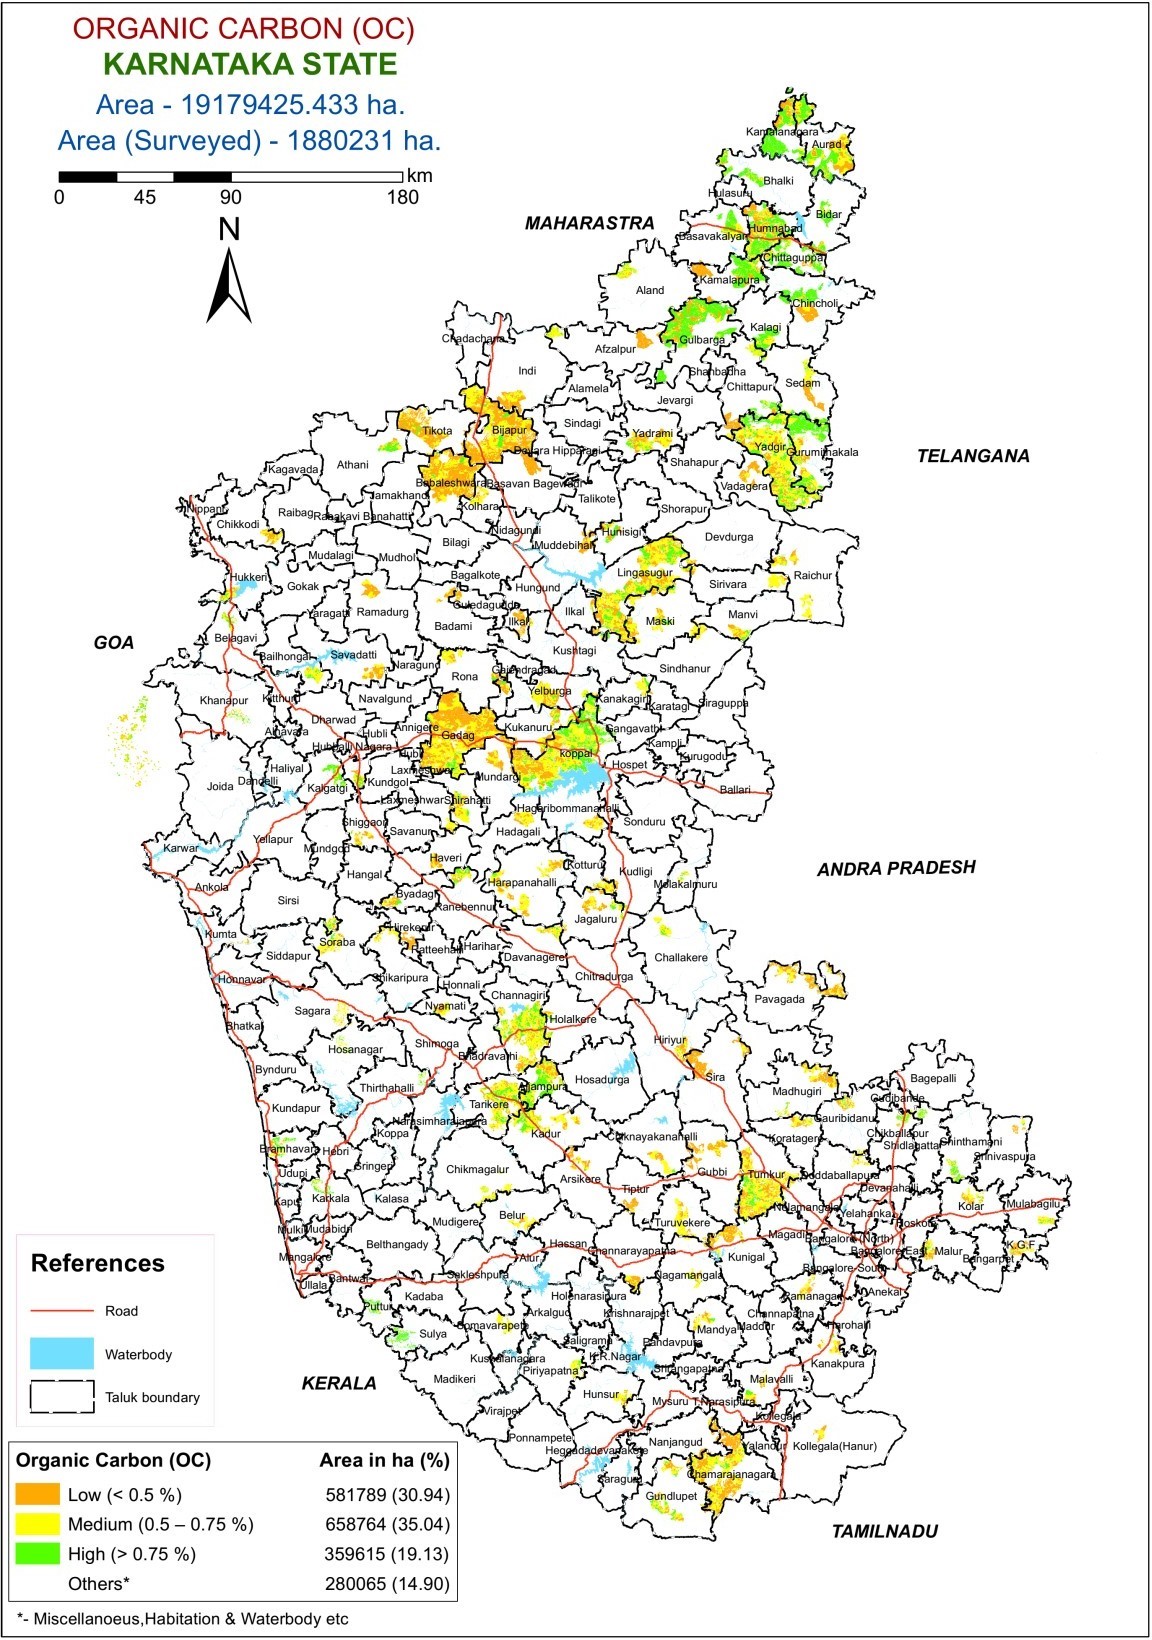 ORGANIC CARBON (OC)
KARNATAKA STATE
Area - 19179425.433 ha.
Area (Surveyed) - 1880231 ha.
km
0 45 90 180
N
Kamalanagara
Aurad
Bhalki
Hulasuru
Bidar
MAHARASTRA
Humnabad
Basavakalyan
Chittaguppa
Kamalapura
Aland
Chincholi
Kalagi
Chadachana
Gulbarga
Afzalpur
Indi
Shahbadha
Chittapur
Sedam
Alamela
Jevargi
Sindagi
Tikota
Bijapur
Yadrami
Yadgir
Devara Hipparagi
Gurumitnakala
TELANGANA
Kagavada
Athani
Shahapur
Babaleshwara
Basavan Bagewadi
Vadagera
Jamakhandi
Talikote
Kolhara
Nippani
Raibag
Rabakavi Banahatti
Shorapur
Chikkodi
Nidagundi
Hunisigi
Devdurga
Bilagi
Muddebihal
Mudalagi
Mudhol
Hukkeri
Bagalkote
Lingasugur
Raichur
Gokak
Hungund
Sirivara
Guledagudda
Yaragatti
Ramadurg
Ilkal
Ilkal
Maski
Manvi
Badami
GOA
Belagavi
Bailhongal
Savadatti
Kushtagi
Naragund
Gajendragad
Sindhanur
Rona
Khanapur
Kitthuru
Navalgund
Yelburga
Kanakagiri
Karatagi
Siraguppa
Dharwad
Alnavara
Hubli
Annigere
Gadag
Kukanuru
Gangavathi
Hubballi Nagara
koppal
Kampli
Kurugodu
Haliyal
Dandeli
Laxmeshwar
Mundargi
Hospet
Joida
Kalgatgi
Kundgol
Ballari
Laxmeshwar
Shirahatti
Hagaribommanahalli
Shiggaon
Savanur
Hadagali
Sonduru
Karwar
Yellapur
Mundgod
Haveri
Kotturu
Kudligi
ANDRA PRADESH
Hangal
Harapanahalli
Molakalmuru
Ankola
Byadagi
Sirsi
Ranebennur
Jagaluru
Hirekerur
Kumta
Soraba
Ratteehalli
Harihar
Siddapur
Davanagere
Challakere
Honnavar
Shikaripura
Chitradurga
Honnali
Channagiri
Pavagada
Sagara
Nyamati
Holalkere
Bhatkal
Hosanagar
Shimoga
Hiriyur
Bhadravathi
Bynduru
Hosadurga
Sira
Bagepalli
Thirthahalli
Ajjampura
Madhugiri
Gudibande
Kundapur
Tarikere
Gauribidanur
Narasimharajapura
Koppa
Kadur
Chiknayakanahalli
Koratagere
Chikballapur
Chinthamani
Bramhavara
Hebri
Shidlagatta
Srinivaspura
Sringeri
Udupi
Chikmagalur
Gubbi
Tumkur
Doddaballapura
Arsikere
Devanahalli
Kapu
Karkala
Kalasa
Tiptur
Kolar
Mulabagilu
Belur
Turuvekere
Nelamangala
Yelahanka
Hoskote
Mulki
Mudabidri
Mudigere
Magadi
Bangalore (North)
Belthangady
Hassan
Channarayapatna
Bangalore East
Malur
K.G.F
Mangalore
Alur
Kunigal
Bangalore South
Bangarpet
Ullala
Bantwal
Sakleshpura
Nagamangala
Anekal
Kadaba
Holenarasipura
Ramanagar
Puttur
Arkalgud
Krishnarajpet
Channapatna
Sulya
Somavarapete
Mandya
Maddur
Harohalli
Saligrama
Pandavpura
KERALA
Kushalanagara
K.R.Nagar
Srirangapatna
Kanakpura
Piriyapatna
Madikeri
Malavalli
Hunsur
Mysuru
T.Narasipura
Virajpet
Kollegala
Ponnampete
Nanjangud
Yalandur
Kollegala(Hanur)
Heggadadevanakote
Saragur
Chamarajanagara
Gundlupet
TAMILNADU
References
Road
Waterbody
Taluk boundary
Organic Carbon (OC) Area in ha (%)
Low (< 0.5 %) 581789 (30.94)
Medium (0.5 – 0.75 %) 658764 (35.04)
High (> 0.75 %) 359615 (19.13)
Others* 280065 (14.90)
*- Miscellanoeus,Habitation & Waterbody etc